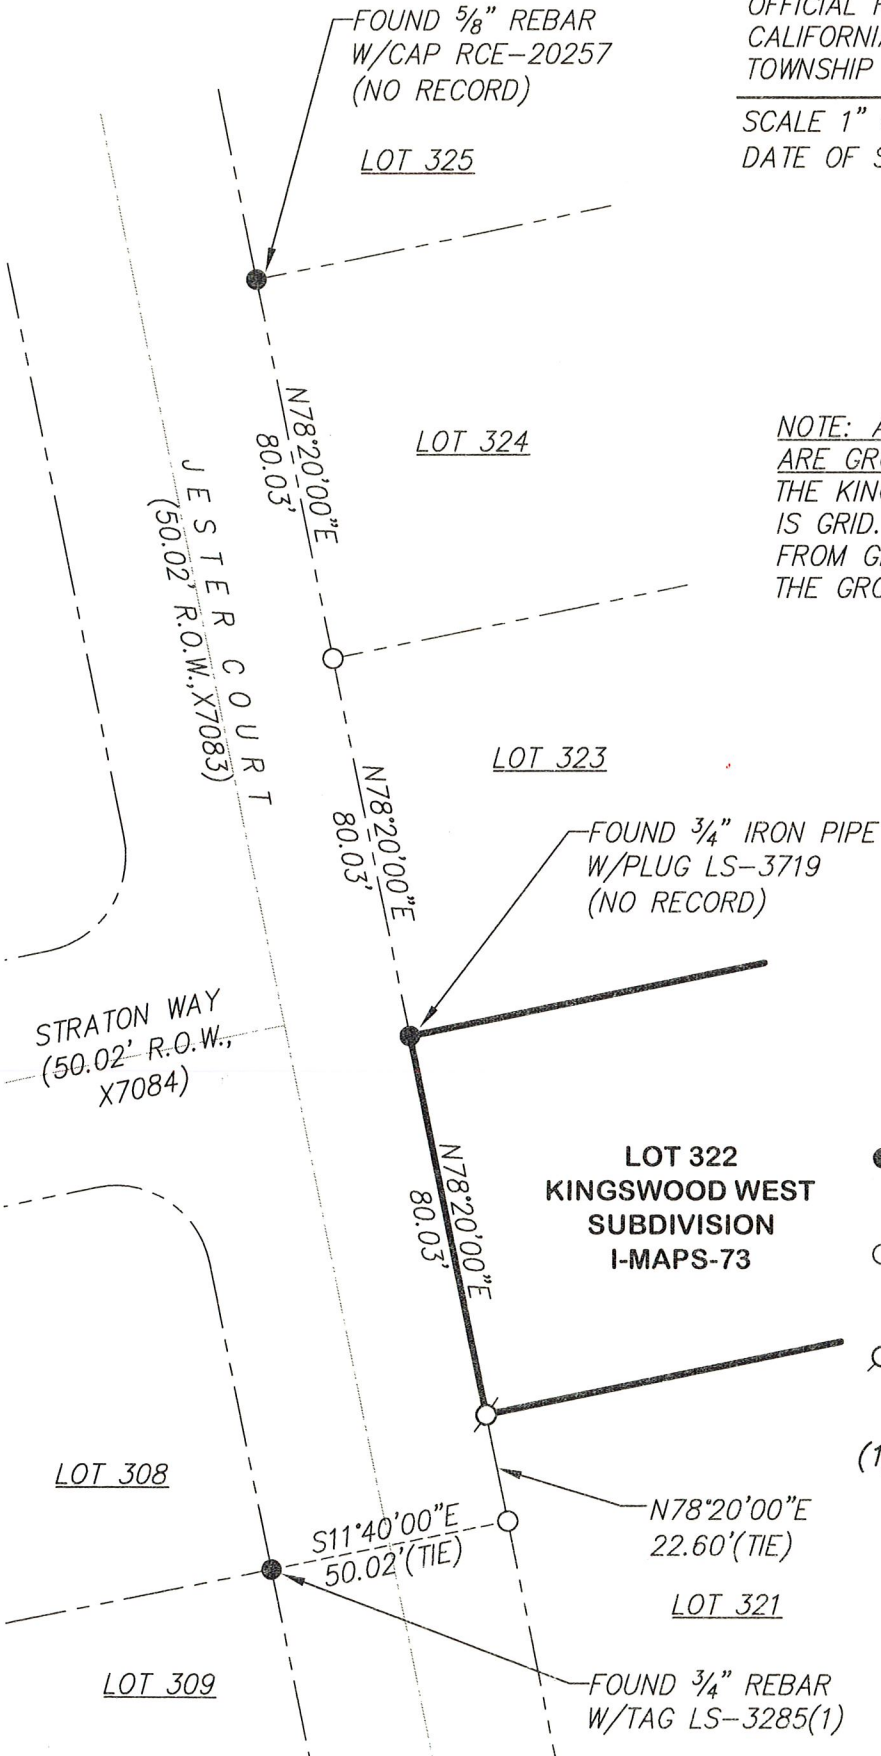 FOUND 5/8" REBAR
W/CAP RCE-20257
(NO RECORD)
LOT 325
OFFICIAL
CALIFORNIA
TOWNSHIP
SCALE 1"
DATE OF
N78°20'00"E
80.03'
LOT 324
NOTE:
ARE
THE
IS GRID.
FROM
THE
JESTER COURT
(50.02' R.O.W.,X7083)
LOT 323
N78°20'00"E
80.03'
FOUND 3/4" IRON PIPE
W/PLUG LS-3719
(NO RECORD)
STRATON WAY
(50.02' R.O.W.,
X7084)
N78°20'00"E
80.03'
LOT 322
KINGSWOOD WEST
SUBDIVISION
I-MAPS-73
(1
LOT 308
S11°40'00"E
50.02'(TIE)
N78°20'00"E
22.60'(TIE)
LOT 321
LOT 309
FOUND 3/4" REBAR
W/TAG LS-3285(1)